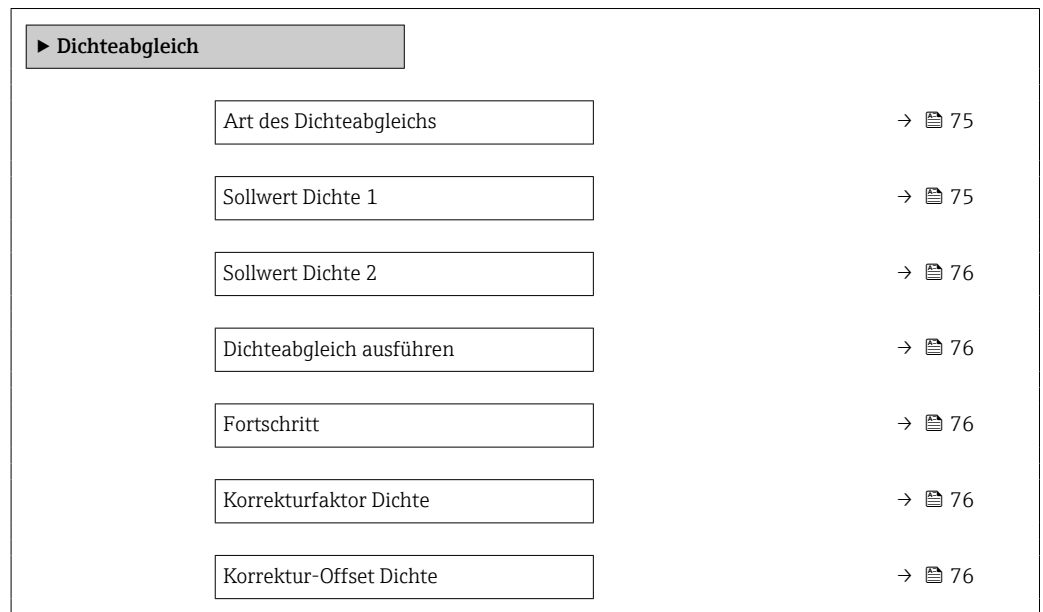 ▶ Dichteabgleich
Art des Dichteabgleichs → 75
Sollwert Dichte 1 → 75
Sollwert Dichte 2 → 76
Dichteabgleich ausführen → 76
Fortschritt → 76
Korrekturfaktor Dichte → 76
Korrektur-Offset Dichte → 76